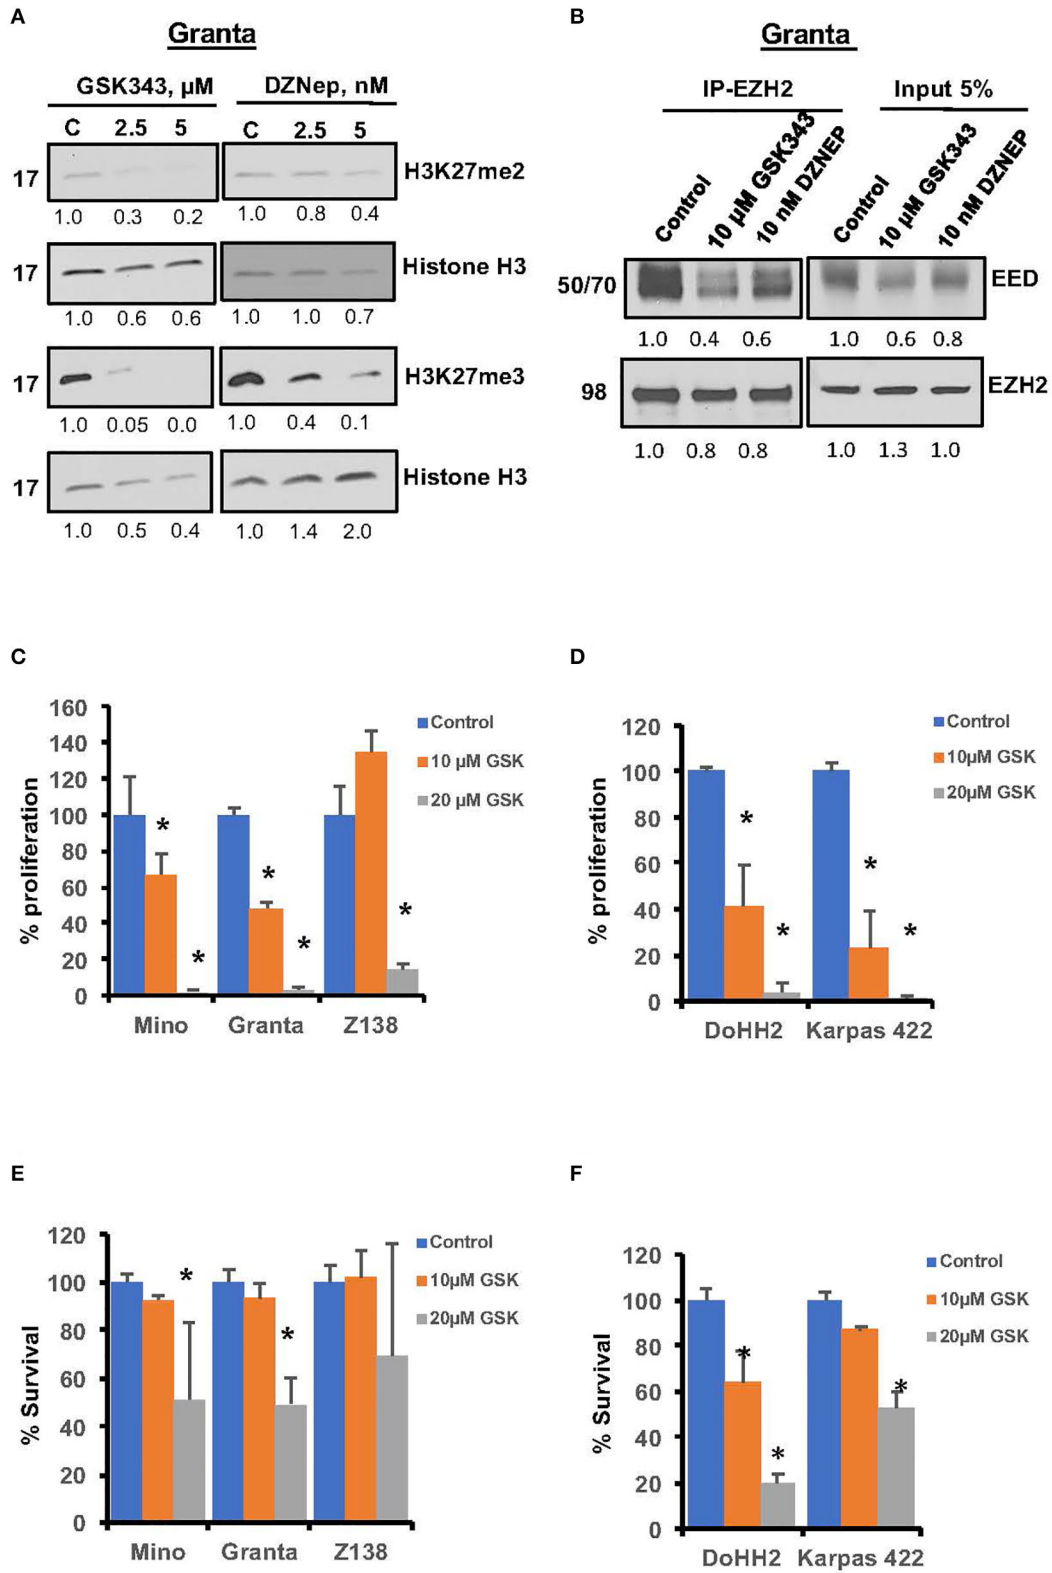 A
Granta
GSK343, µM
DZNep, nM
C 2.5 5
C 2.5 5
17
H3K27me2
1.0 0.3 0.2
1.0 0.8 0.4
17
Histone H3
1.0 0.6 0.6
1.0 1.0 0.7
17
H3K27me3
1.0 0.05 0.0
1.0 0.4 0.1
17
Histone H3
1.0 0.5 0.4
1.0 1.4 2.0
B
Granta
IP-EZH2
Input 5%
Control
10 µM GSK343
10 nM DZNEP
Control
10 µM GSK343
10 nM DZNEP
50/70
EED
1.0 0.4 0.6
1.0 0.6 0.8
98
EZH2
1.0 0.8 0.8
1.0 1.3 1.0
C
% proliferation
160
140
120
100
80
60
40
20
0
* * * * *
Mino Granta Z138
Control
10 µM GSK
20 µM GSK
D
% proliferation
120
100
80
60
40
20
0
* * * *
DoHH2 Karpas 422
Control
10µM GSK
20µM GSK
E
% Survival
120
100
80
60
40
20
0
* *
Mino Granta Z138
Control
10µM GSK
20µM GSK
F
% Survival
120
100
80
60
40
20
0
* * *
DoHH2 Karpas 422
Control
10µM GSK
20µM GSK